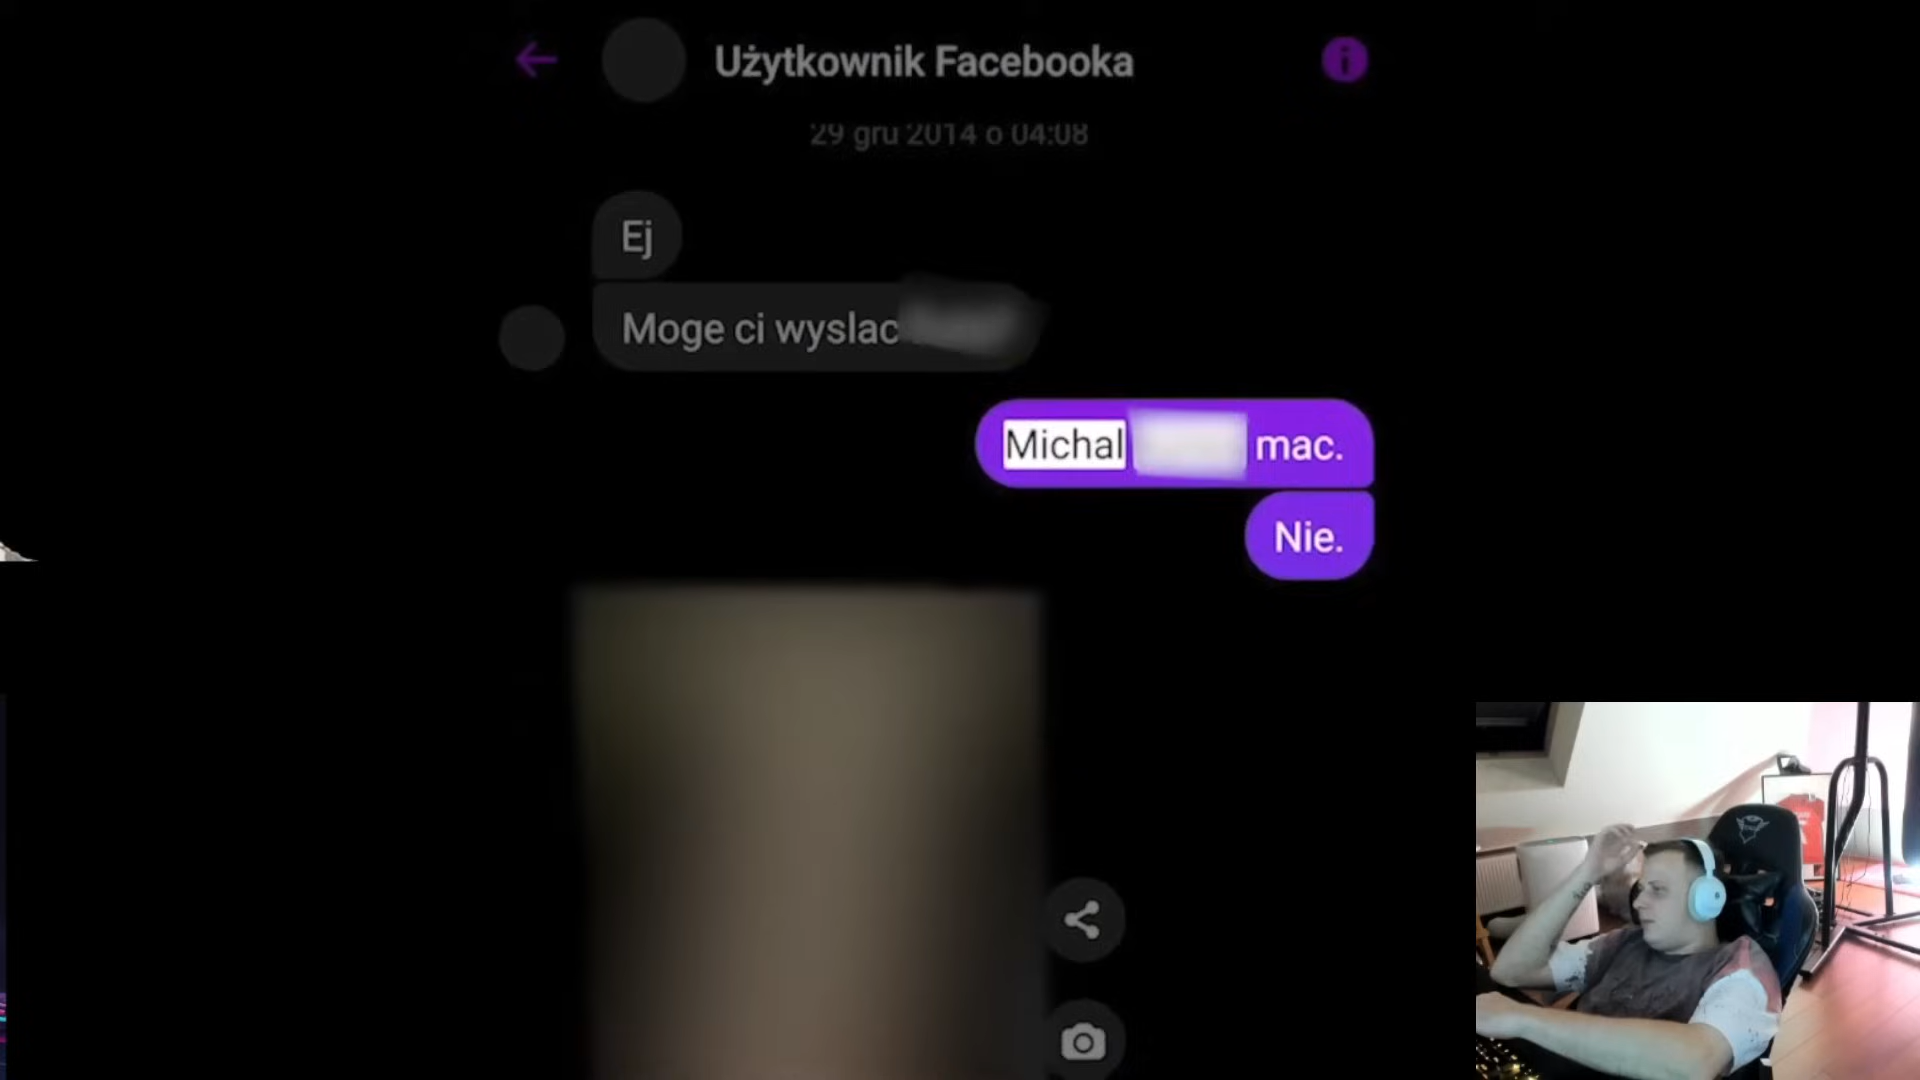 Użytkownik Facebooka
29 gru 2014 o 04:08
Ej
Moge ci wyslac
Michal mac.
Nie.